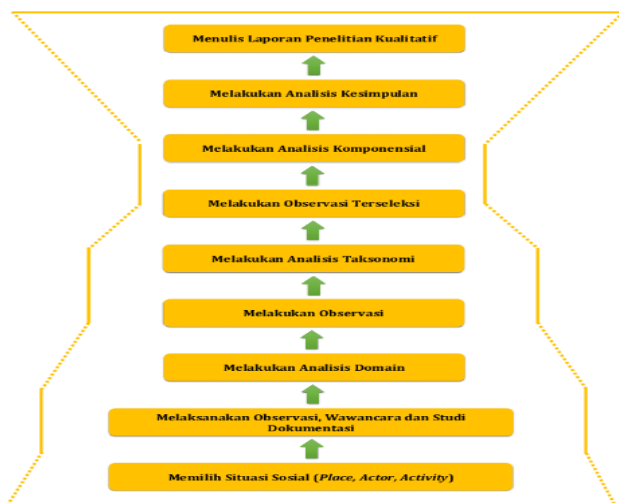 Menulis Laporan Penelitian Kualitatif
Melakukan Analisis Kesimpulan
Melakukan Analisis Komponensial
Melakukan Observasi Terseleksi
Melakukan Analisis Taksonomi
Melakukan Observasi
Melakukan Analisis Domain
Melaksanakan Observasi, Wawancara dan Studi
Dokumentasi
Memilih Situasi Sosial (Place, Actor, Activity)